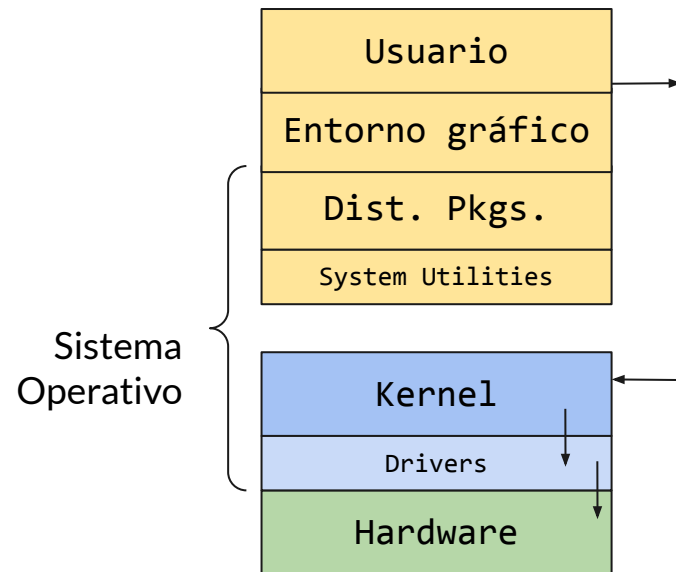 Usuario
Entorno gráfico
Dist. Pkgs.
System Utilities
Sistema
Operativo
Kernel
Drivers
Hardware